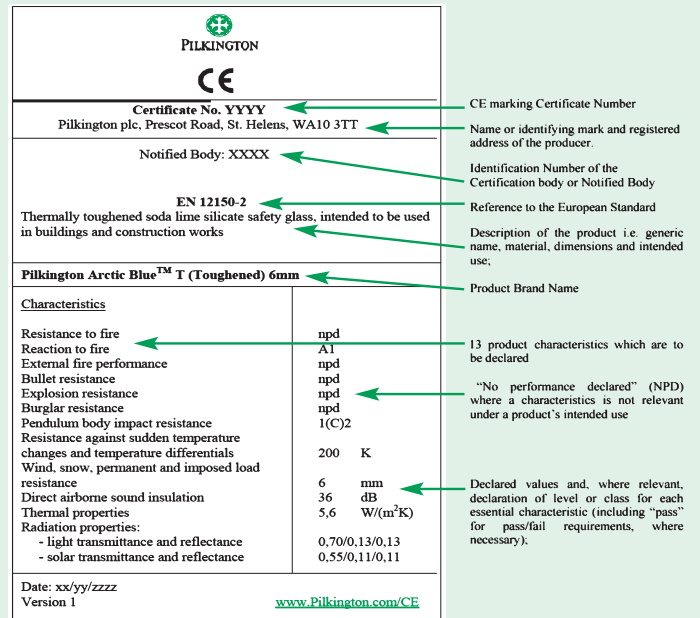 PILKINGTON
CE
Certificate No. YYYY
Pilkington plc, Prescot Road, St. Helens, WA10 3TT
Notified Body: XXXX
EN 12150-2
Thermally toughened soda lime silicate safety glass, intended to be used
in buildings and construction works
Pilkington Arctic Blue™ T (Toughened) 6mm
Characteristics
Resistance to fire npd
Reaction to fire A1
External fire performance npd
Bullet resistance npd
Explosion resistance npd
Burglar resistance npd
Pendulum body impact resistance 1(C)2
Resistance against sudden temperature
changes and temperature differentials 200 K
Wind, snow, permanent and imposed load
resistance 6 mm
Direct airborne sound insulation 36 dB
Thermal properties 5,6 W/(m²K)
Radiation properties:
- light transmittance and reflectance 0,70/0,13/0,13
- solar transmittance and reflectance 0,55/0,11/0,11
Date: xx/yy/zzzz
Version 1 www.Pilkington.com/CE
CE marking Certificate Number
Name or identifying mark and registered
address of the producer.
Identification Number of the
Certification body or Notified Body
Reference to the European Standard
Description of the product i.e. generic
name, material, dimensions and intended
use;
Product Brand Name
13 product characteristics which are to
be declared
“No performance declared” (NPD)
where a characteristics is not relevant
under a product`s intended use
Declared values and, where relevant,
declaration of level or class for each
essential characteristic (including “pass”
for pass/fail requirements, where
necessary);